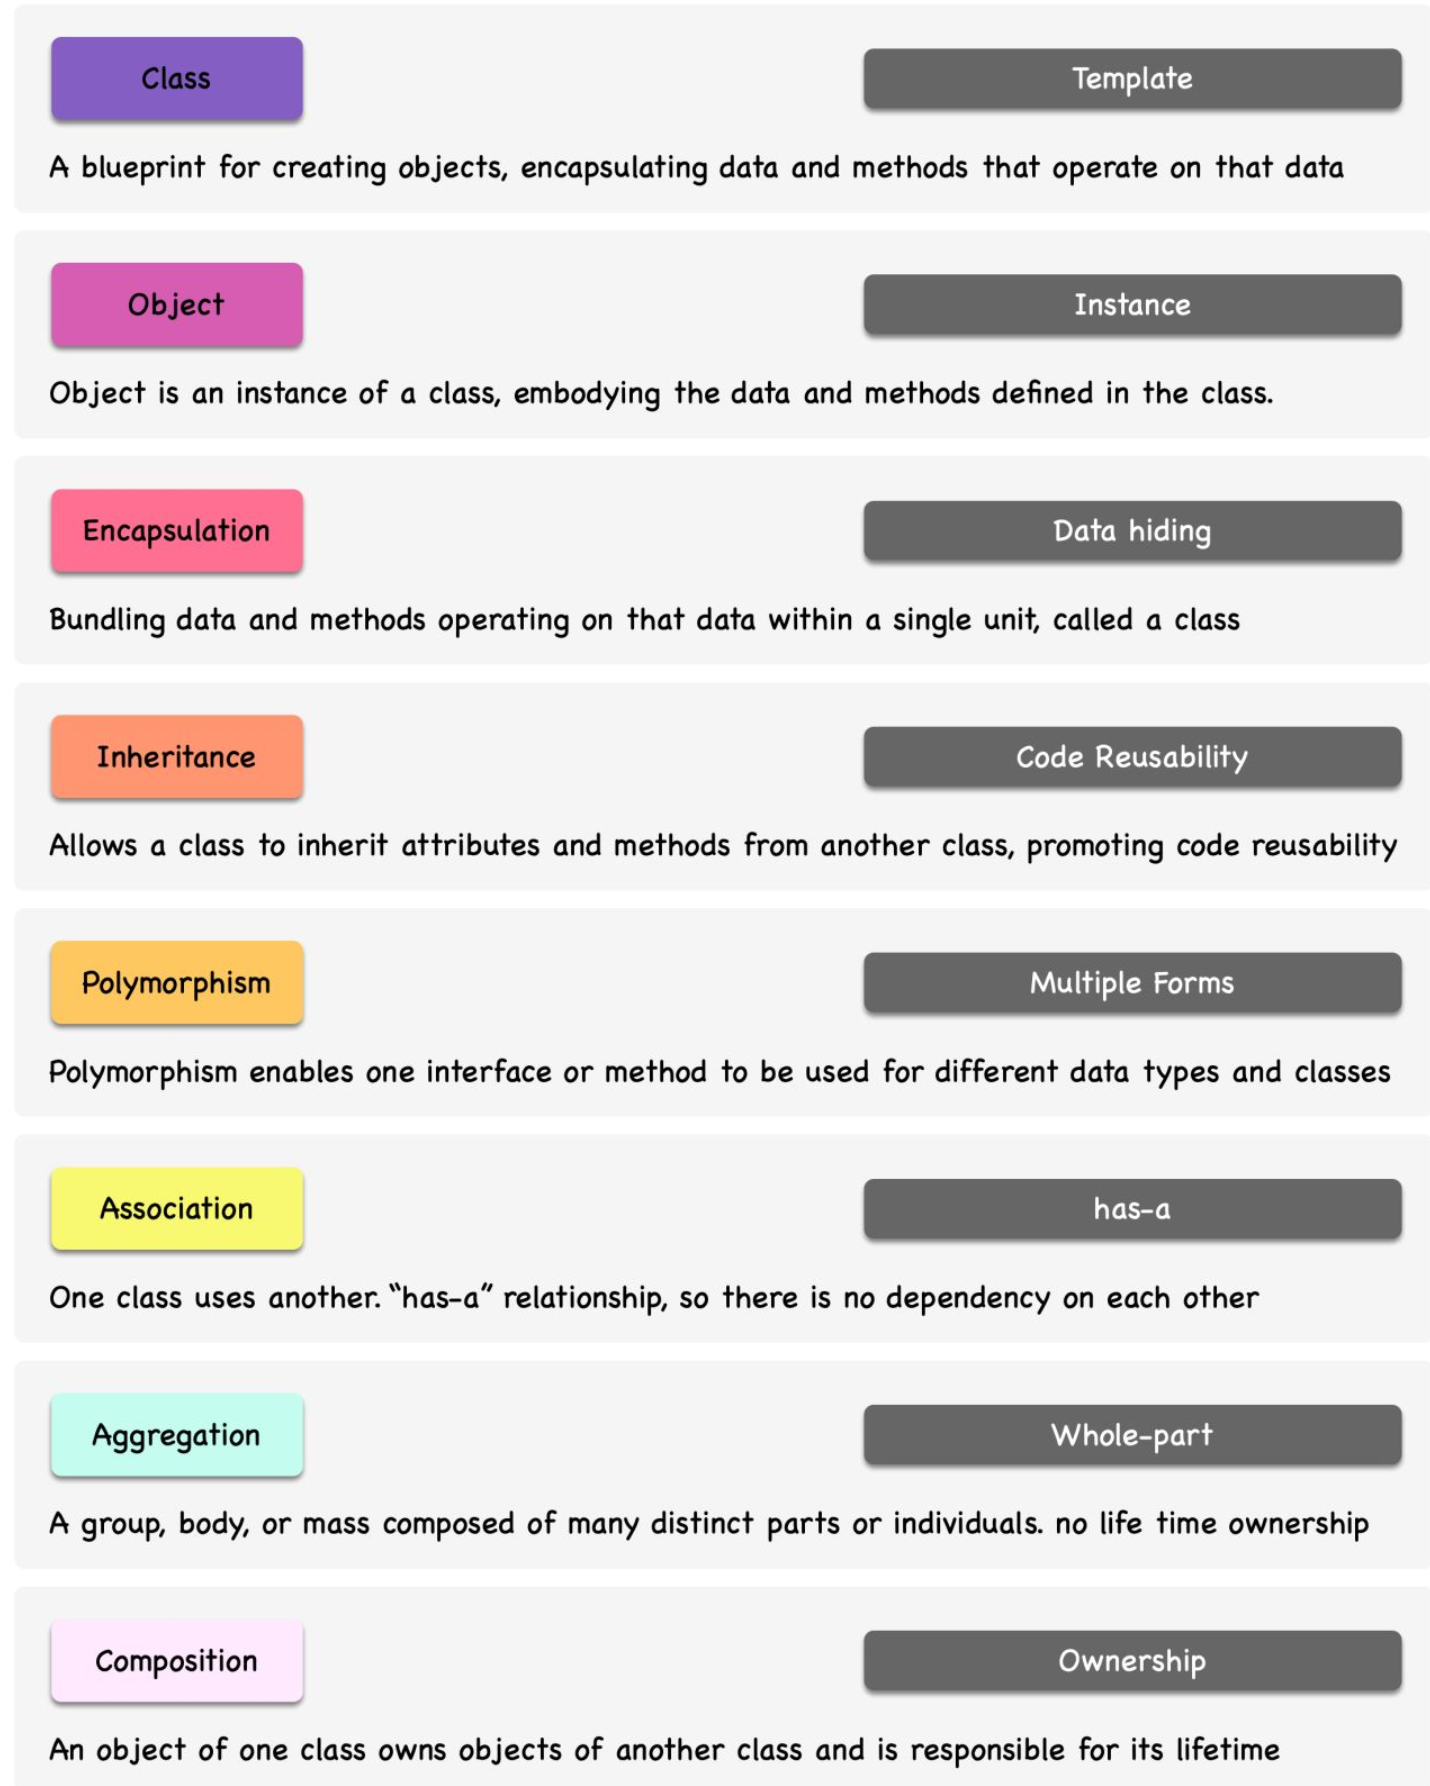 Class
Template
A blueprint for creating objects, encapsulating data and methods that operate on that data
Object
Instance
Object is an instance of a class, embodying the data and methods defined in the class.
Encapsulation
Data hiding
Bundling data and methods operating on that data within a single unit, called a class
Inheritance
Code Reusability
Allows a class to inherit attributes and methods from another class, promoting code reusability
Polymorphism
Multiple Forms
Polymorphism enables one interface or method to be used for different data types and classes
Association
has-a
One class uses another. “has-a” relationship, so there is no dependency on each other
Aggregation
Whole-part
A group, body, or mass composed of many distinct parts or individuals. no life time ownership
Composition
Ownership
An object of one class owns objects of another class and is responsible for its lifetime